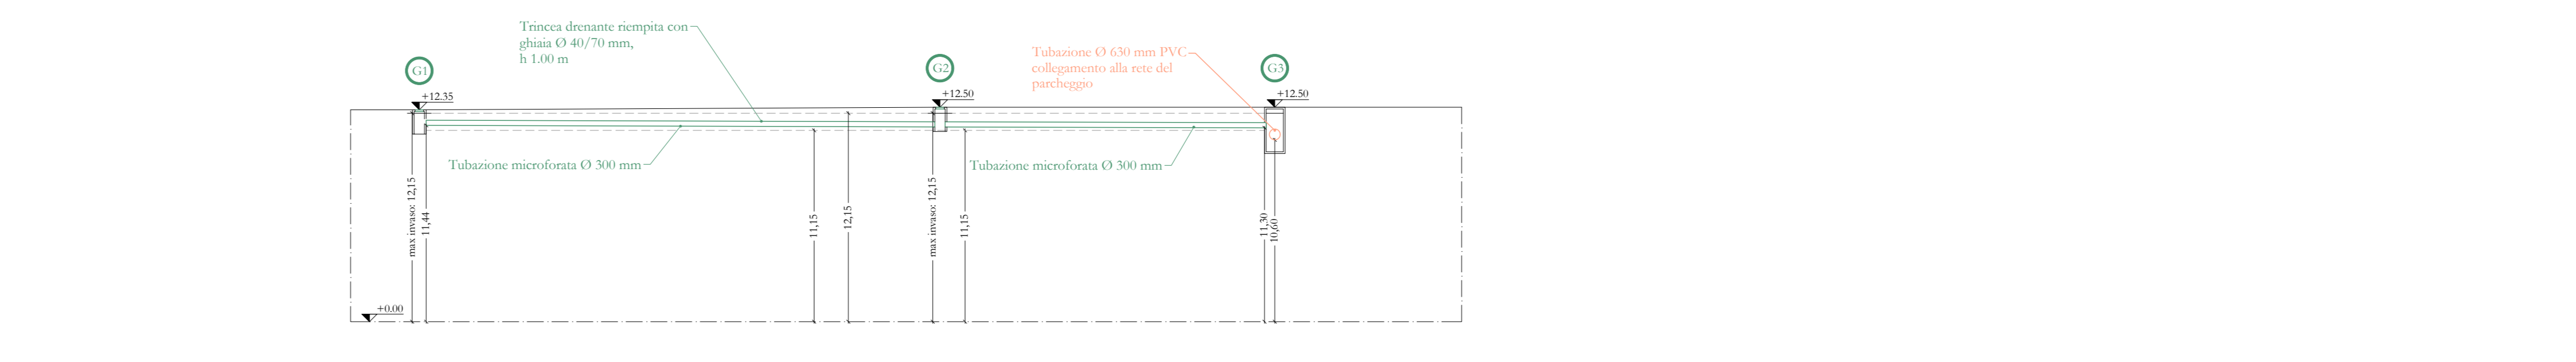 Trincea drenante riempita con
ghiaia Ø 40/70 mm,
h 1.00 m
Tubazione Ø 630 mm PVC
collegamento alla rete del
parcheggio
G1
G2
G3
+12.35
+12.50
+12.50
Tubazione microforata Ø 300 mm
Tubazione microforata Ø 300 mm
max invaso: 12,15
11,44
11,15
12,15
max invaso: 12,15
11,15
11,30
10,60
+0.00